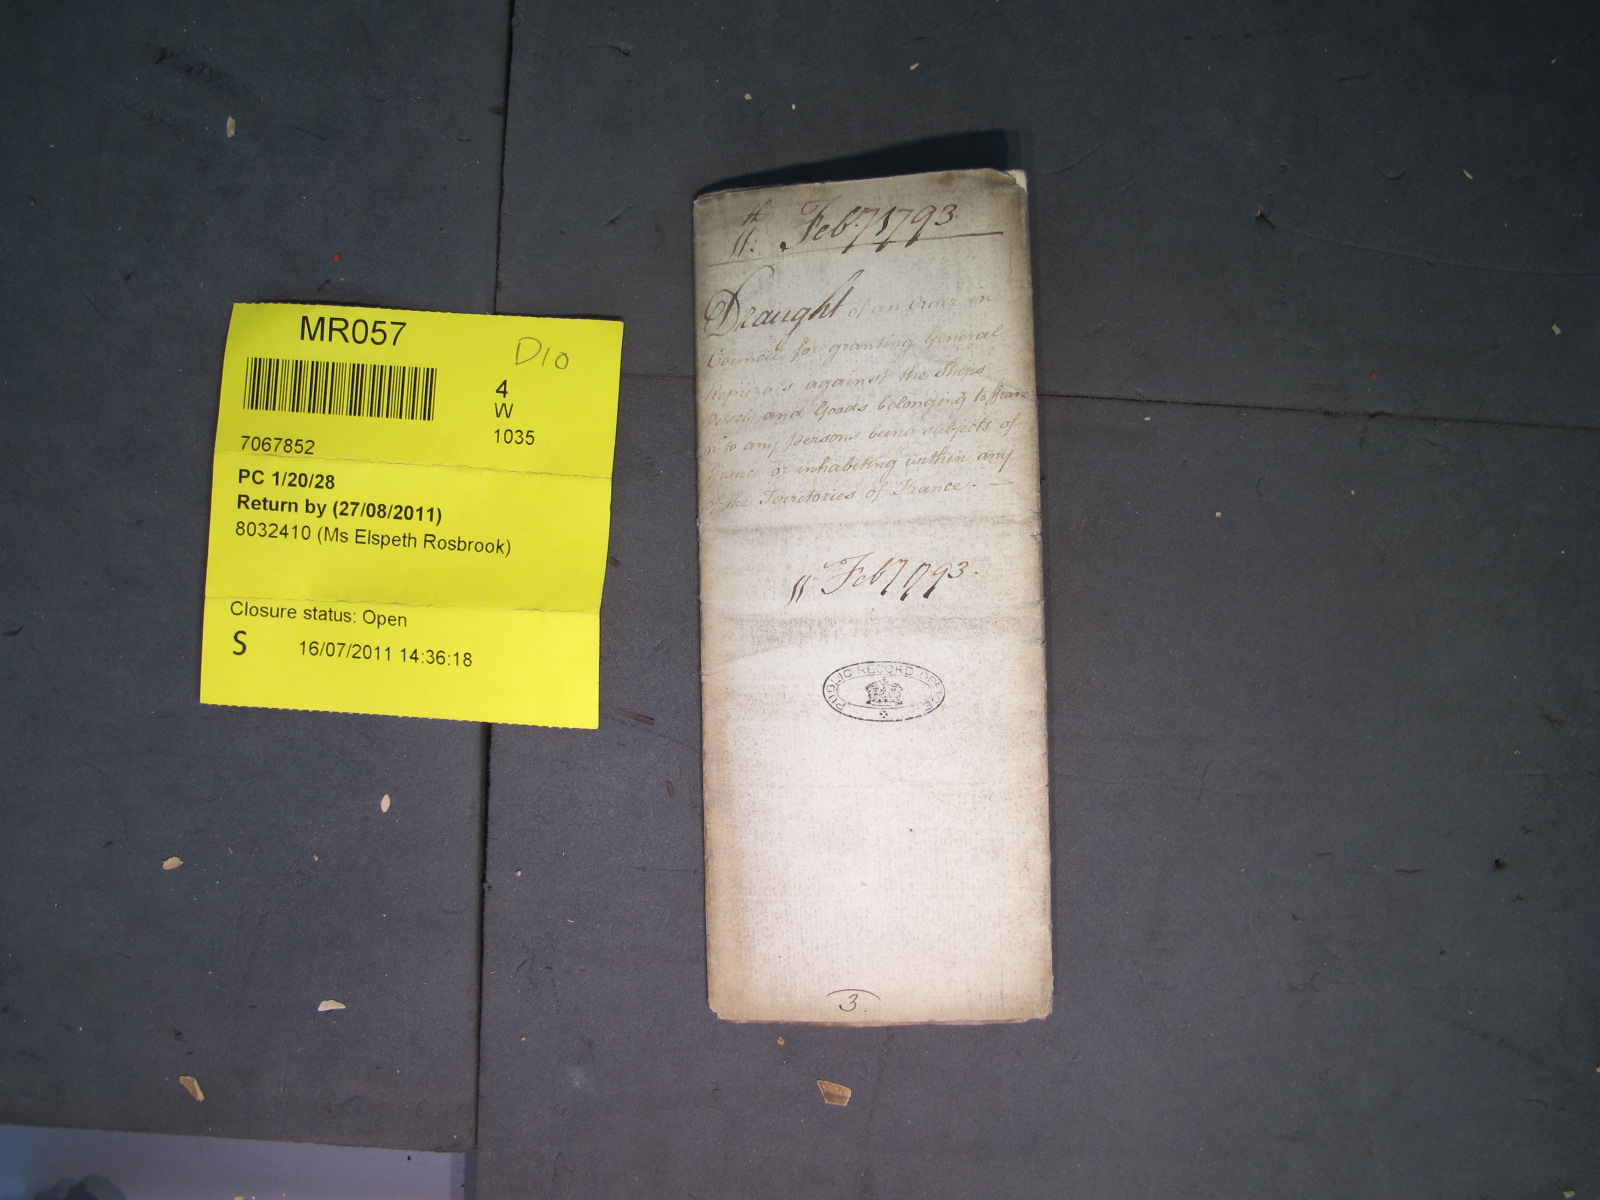 MR057
D10
4
W
1035
7067852
PC 1/20/28
Return by (27/08/2011)
8032410 (Ms Elspeth Rosbrook)
Closure status: Open
S
16/07/2011 14:36:18
11th. Feb:y 1793
Draught of an Order in
Council for granting General
Reprizals against the Ships
and Goods belonging to France
or to any Persons being subjects of
France or inhabiting within any
of the Territories of France. —
11 Feb 1793.
PUBLIC RECORD OFFICE
3.